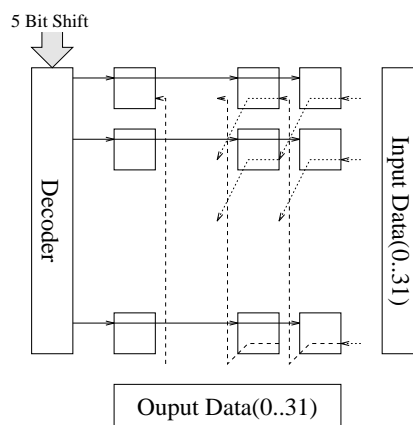 5 Bit Shift
Decoder
Input Data(0..31)
Ouput Data(0..31)